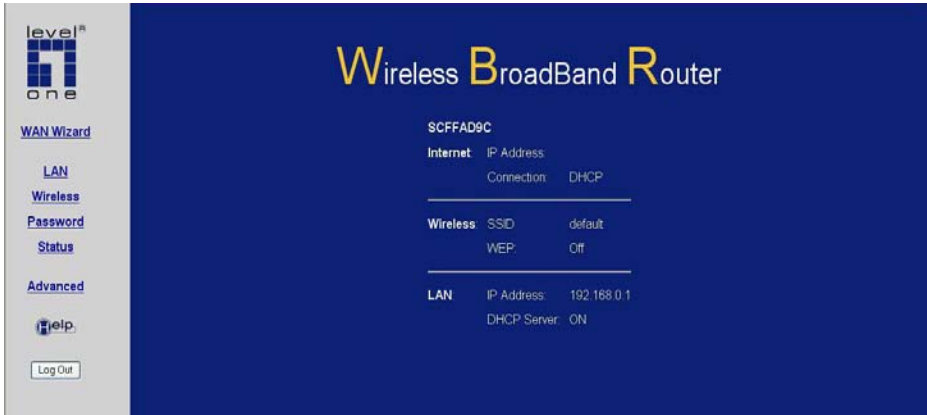 level®
one
WAN Wizard
LAN
Wireless
Password
Status
Advanced
Help
Log Out
Wireless BroadBand Router
SCFFAD9C
Internet: IP Address:
Connection: DHCP
Wireless: SSID default
WEP: Off
LAN IP Address: 192.168.0.1
DHCP Server: ON